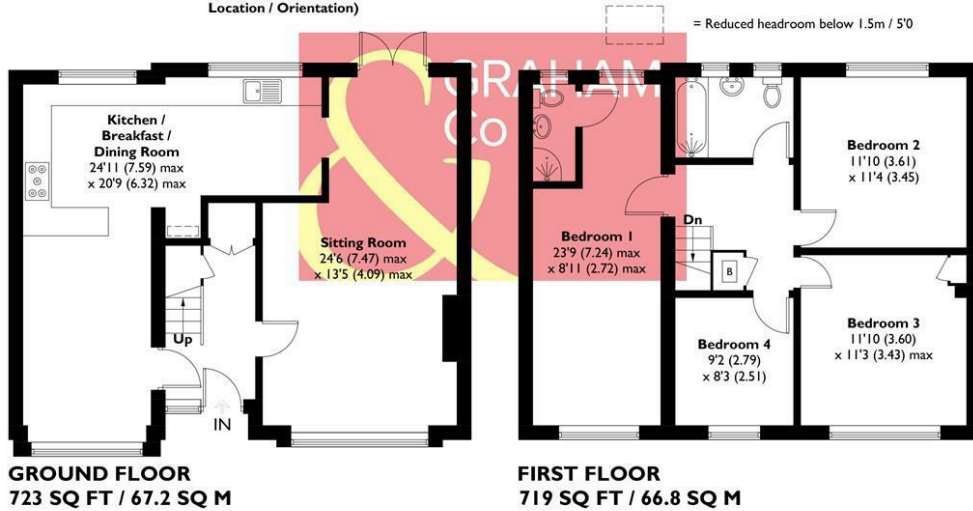 Location / Orientation)
= Reduced headroom below 1.5m / 5'0
GRAHAM
&
Co
Kitchen /
Breakfast /
Dining Room
24'11 (7.59) max
x 20'9 (6.32) max
Sitting Room
24'6 (7.47) max
x 13'5 (4.09) max
Up
IN
Bedroom 1
23'9 (7.24) max
x 8'11 (2.72) max
Bedroom 2
11'10 (3.61)
x 11'4 (3.45)
Dn
B
Bedroom 3
11'10 (3.60)
x 11'3 (3.43) max
Bedroom 4
9'2 (2.79)
x 8'3 (2.51)
GROUND FLOOR
723 SQ FT / 67.2 SQ M
FIRST FLOOR
719 SQ FT / 66.8 SQ M